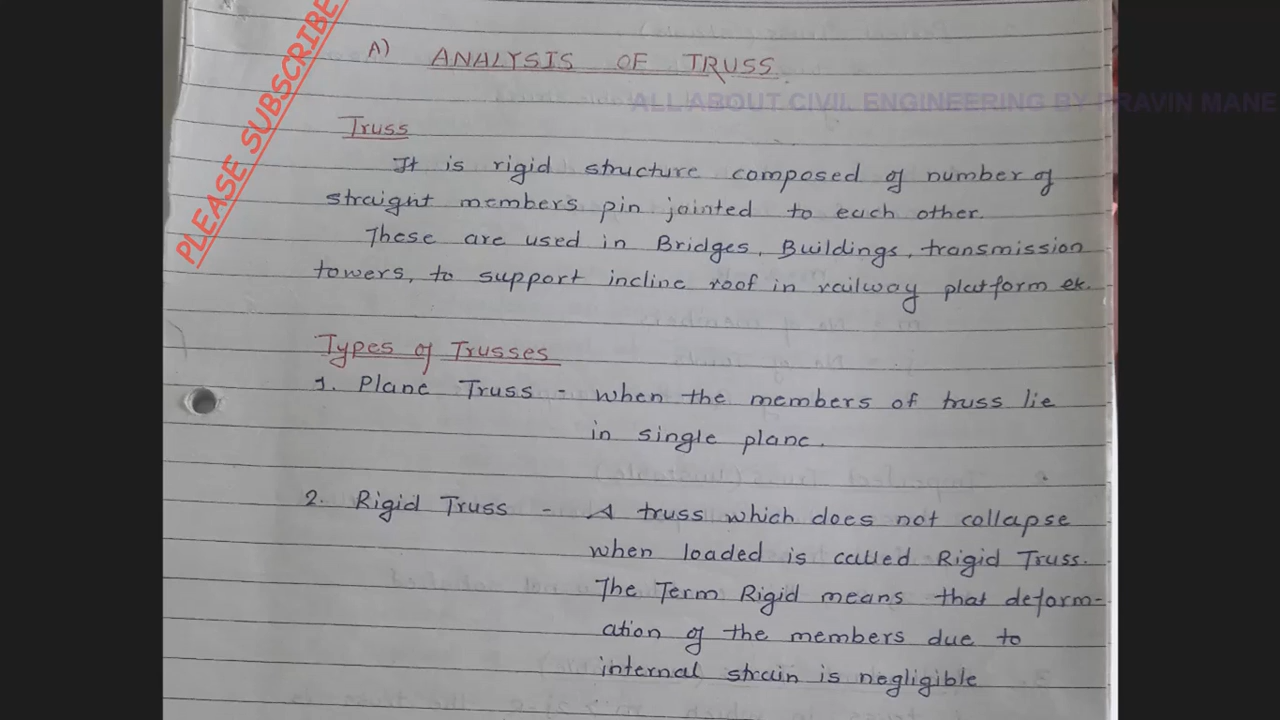 PLEASE SUBSCRIBE
A) ANALYSIS OF TRUSS
ALL ABOUT CIVIL ENGINEERING BY PRAVIN MANE
Truss
It is rigid structure composed of number of
straight members pin jointed to each other.
These are used in Bridges, Buildings, transmission
towers, to support incline roof in railway platform etc.
Types of Trusses
1. Plane Truss - when the members of truss lie
in single plane.
2. Rigid Truss - A truss which does not collapse
when loaded is called Rigid Truss.
The Term Rigid means that deform-
ation of the members due to
internal strain is negligible